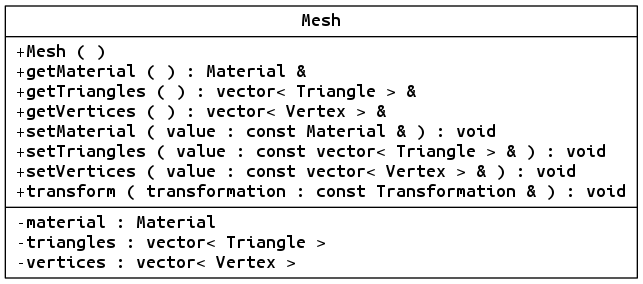 Mesh
+Mesh ( )
+getMaterial ( ) : Material &
+getTriangles ( ) : vector< Triangle > &
+getVertices ( ) : vector< Vertex > &
+setMaterial ( value : const Material & ) : void
+setTriangles ( value : const vector< Triangle > & ) : void
+setVertices ( value : const vector< Vertex > & ) : void
+transform ( transformation : const Transformation & ) : void
-material : Material
-triangles : vector< Triangle >
-vertices : vector< Vertex >